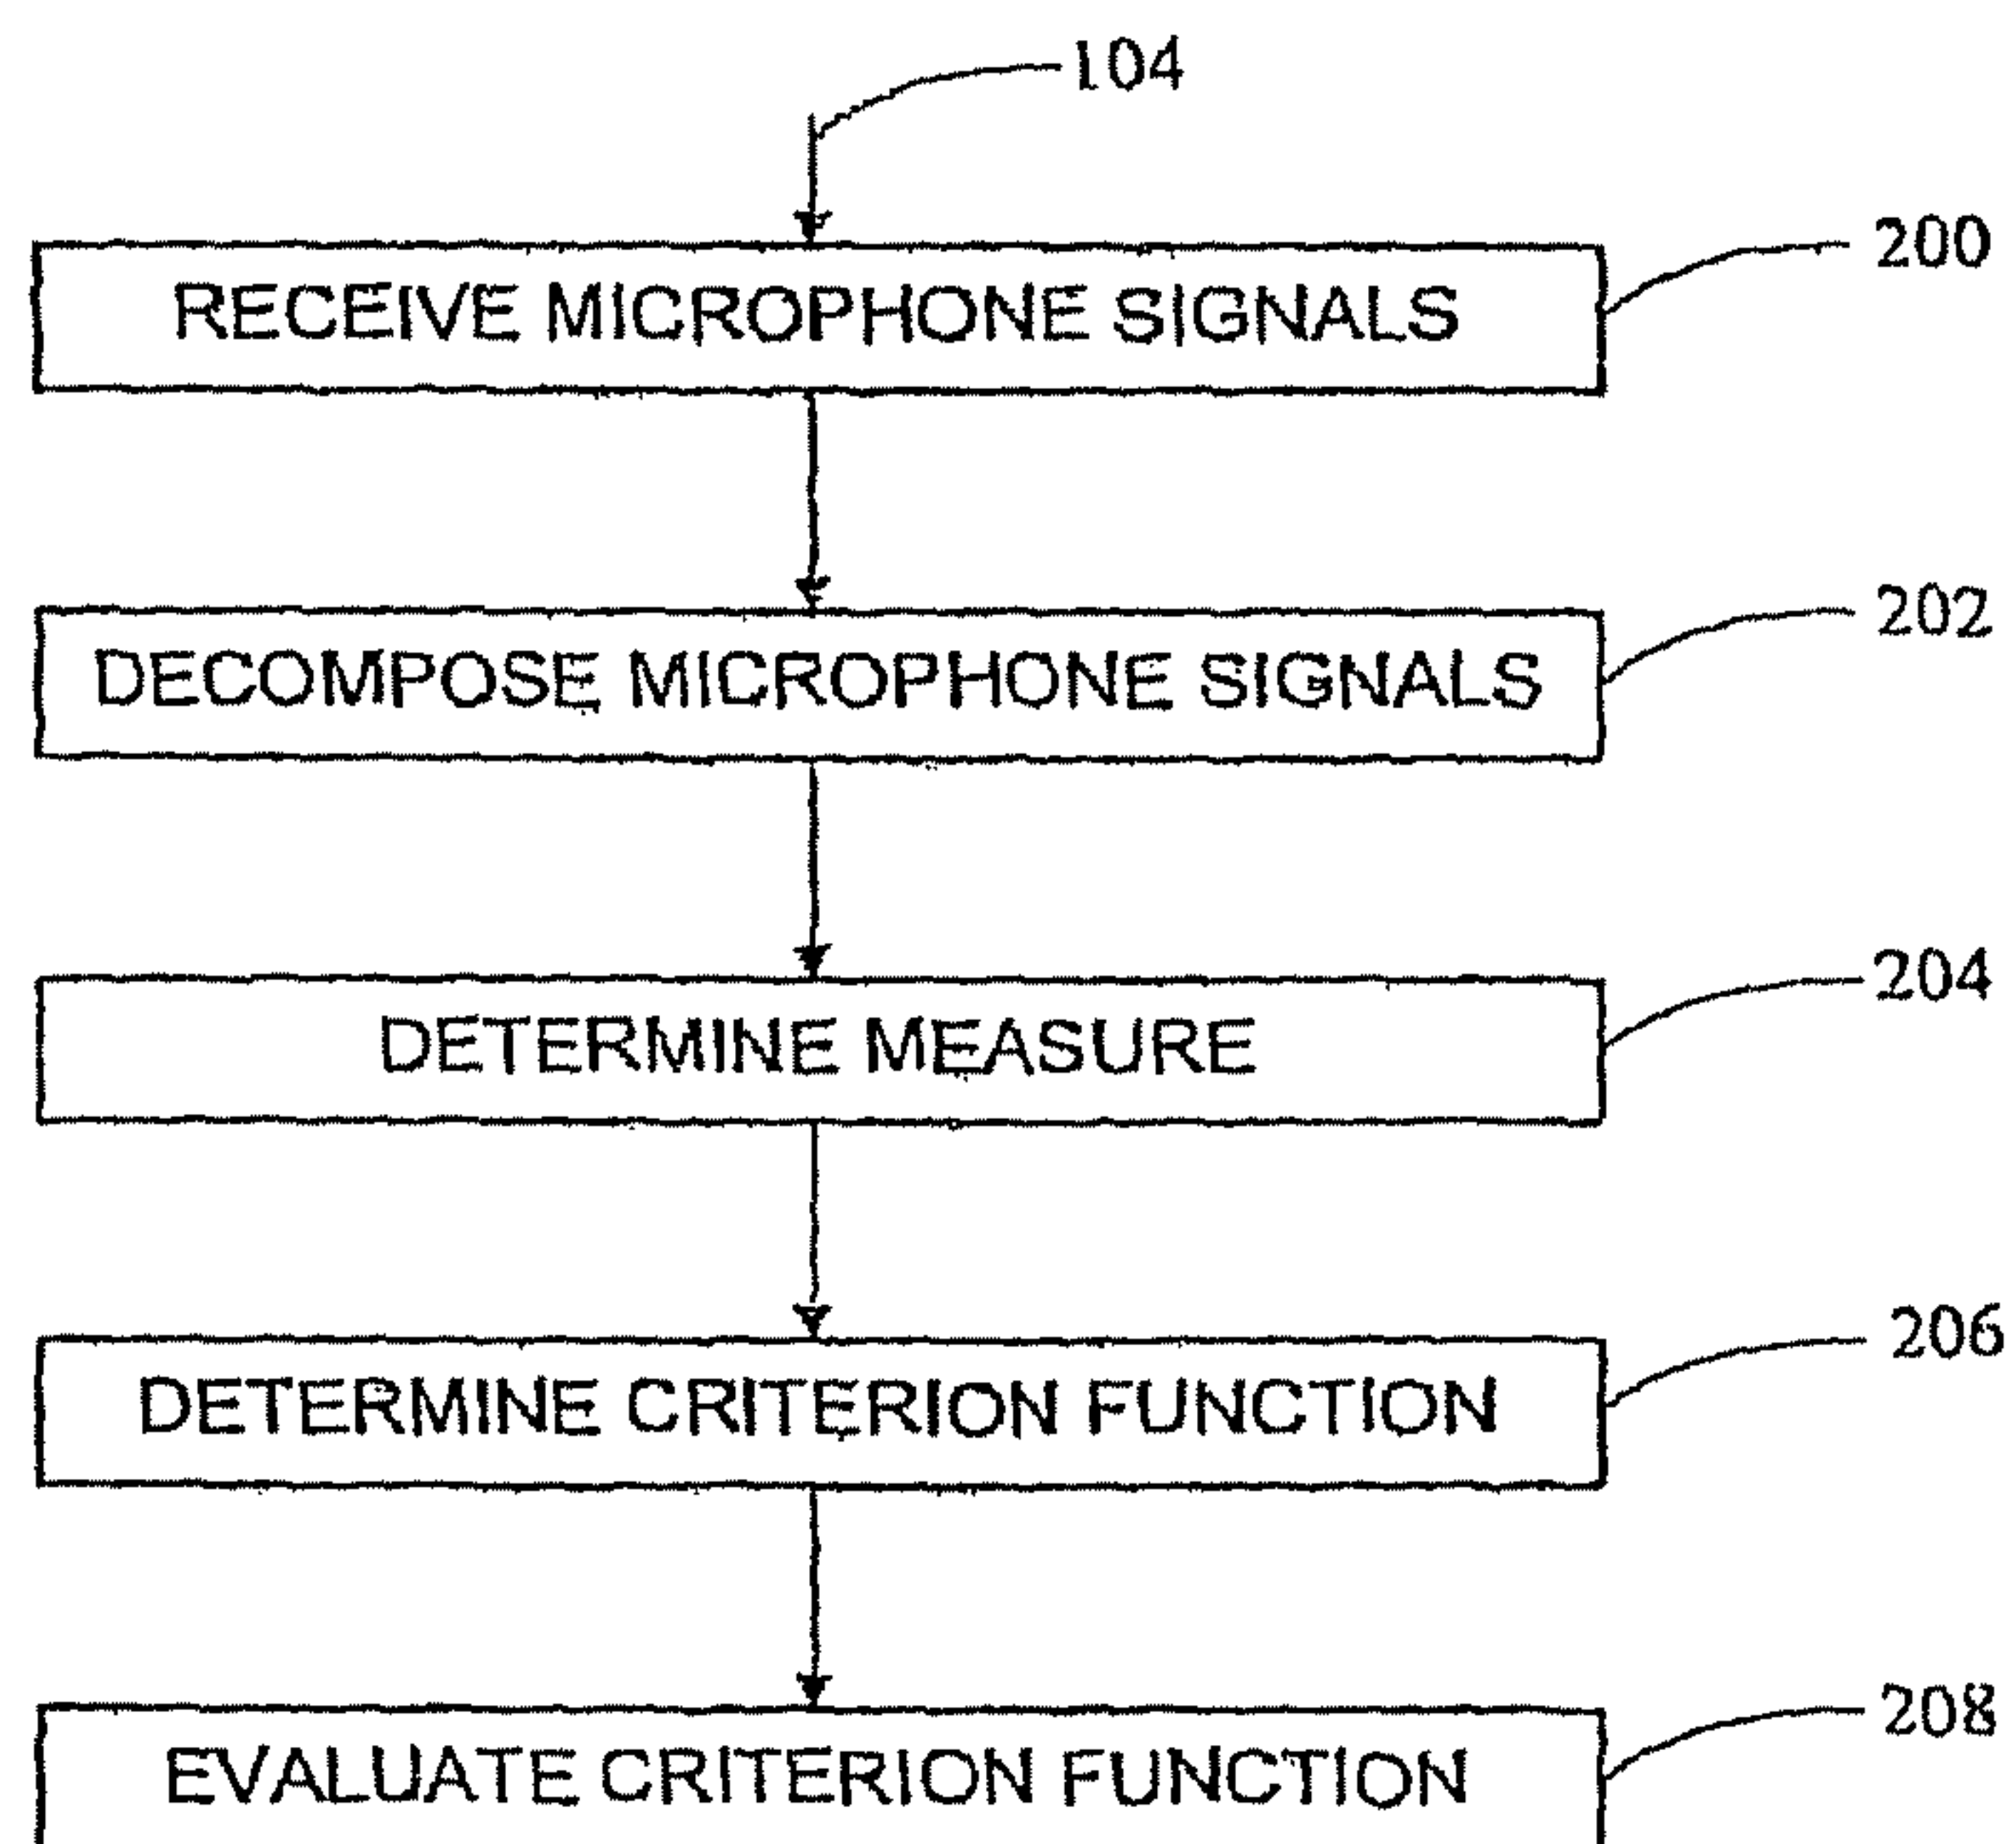 104
200
RECEIVE MICROPHONE SIGNALS
202
DECOMPOSE MICROPHONE SIGNALS
204
DETERMINE MEASURE
206
DETERMINE CRITERION FUNCTION
208
EVALUATE CRITERION FUNCTION